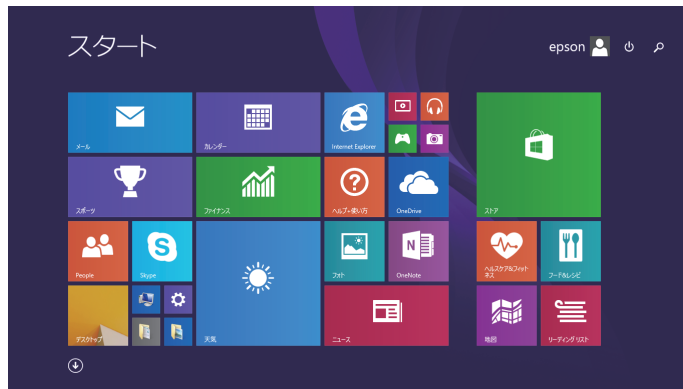 スタート
epson
メール
カレンダー
Internet Explorer
ストア
スポーツ
ファイナンス
ヘルプ+使い方
OneDrive
People
Skype
天気
フォト
OneNote
ヘルスケア&フィット
ネス
フード&レシピ
デスクトップ
ニュース
地図
リーディング リスト